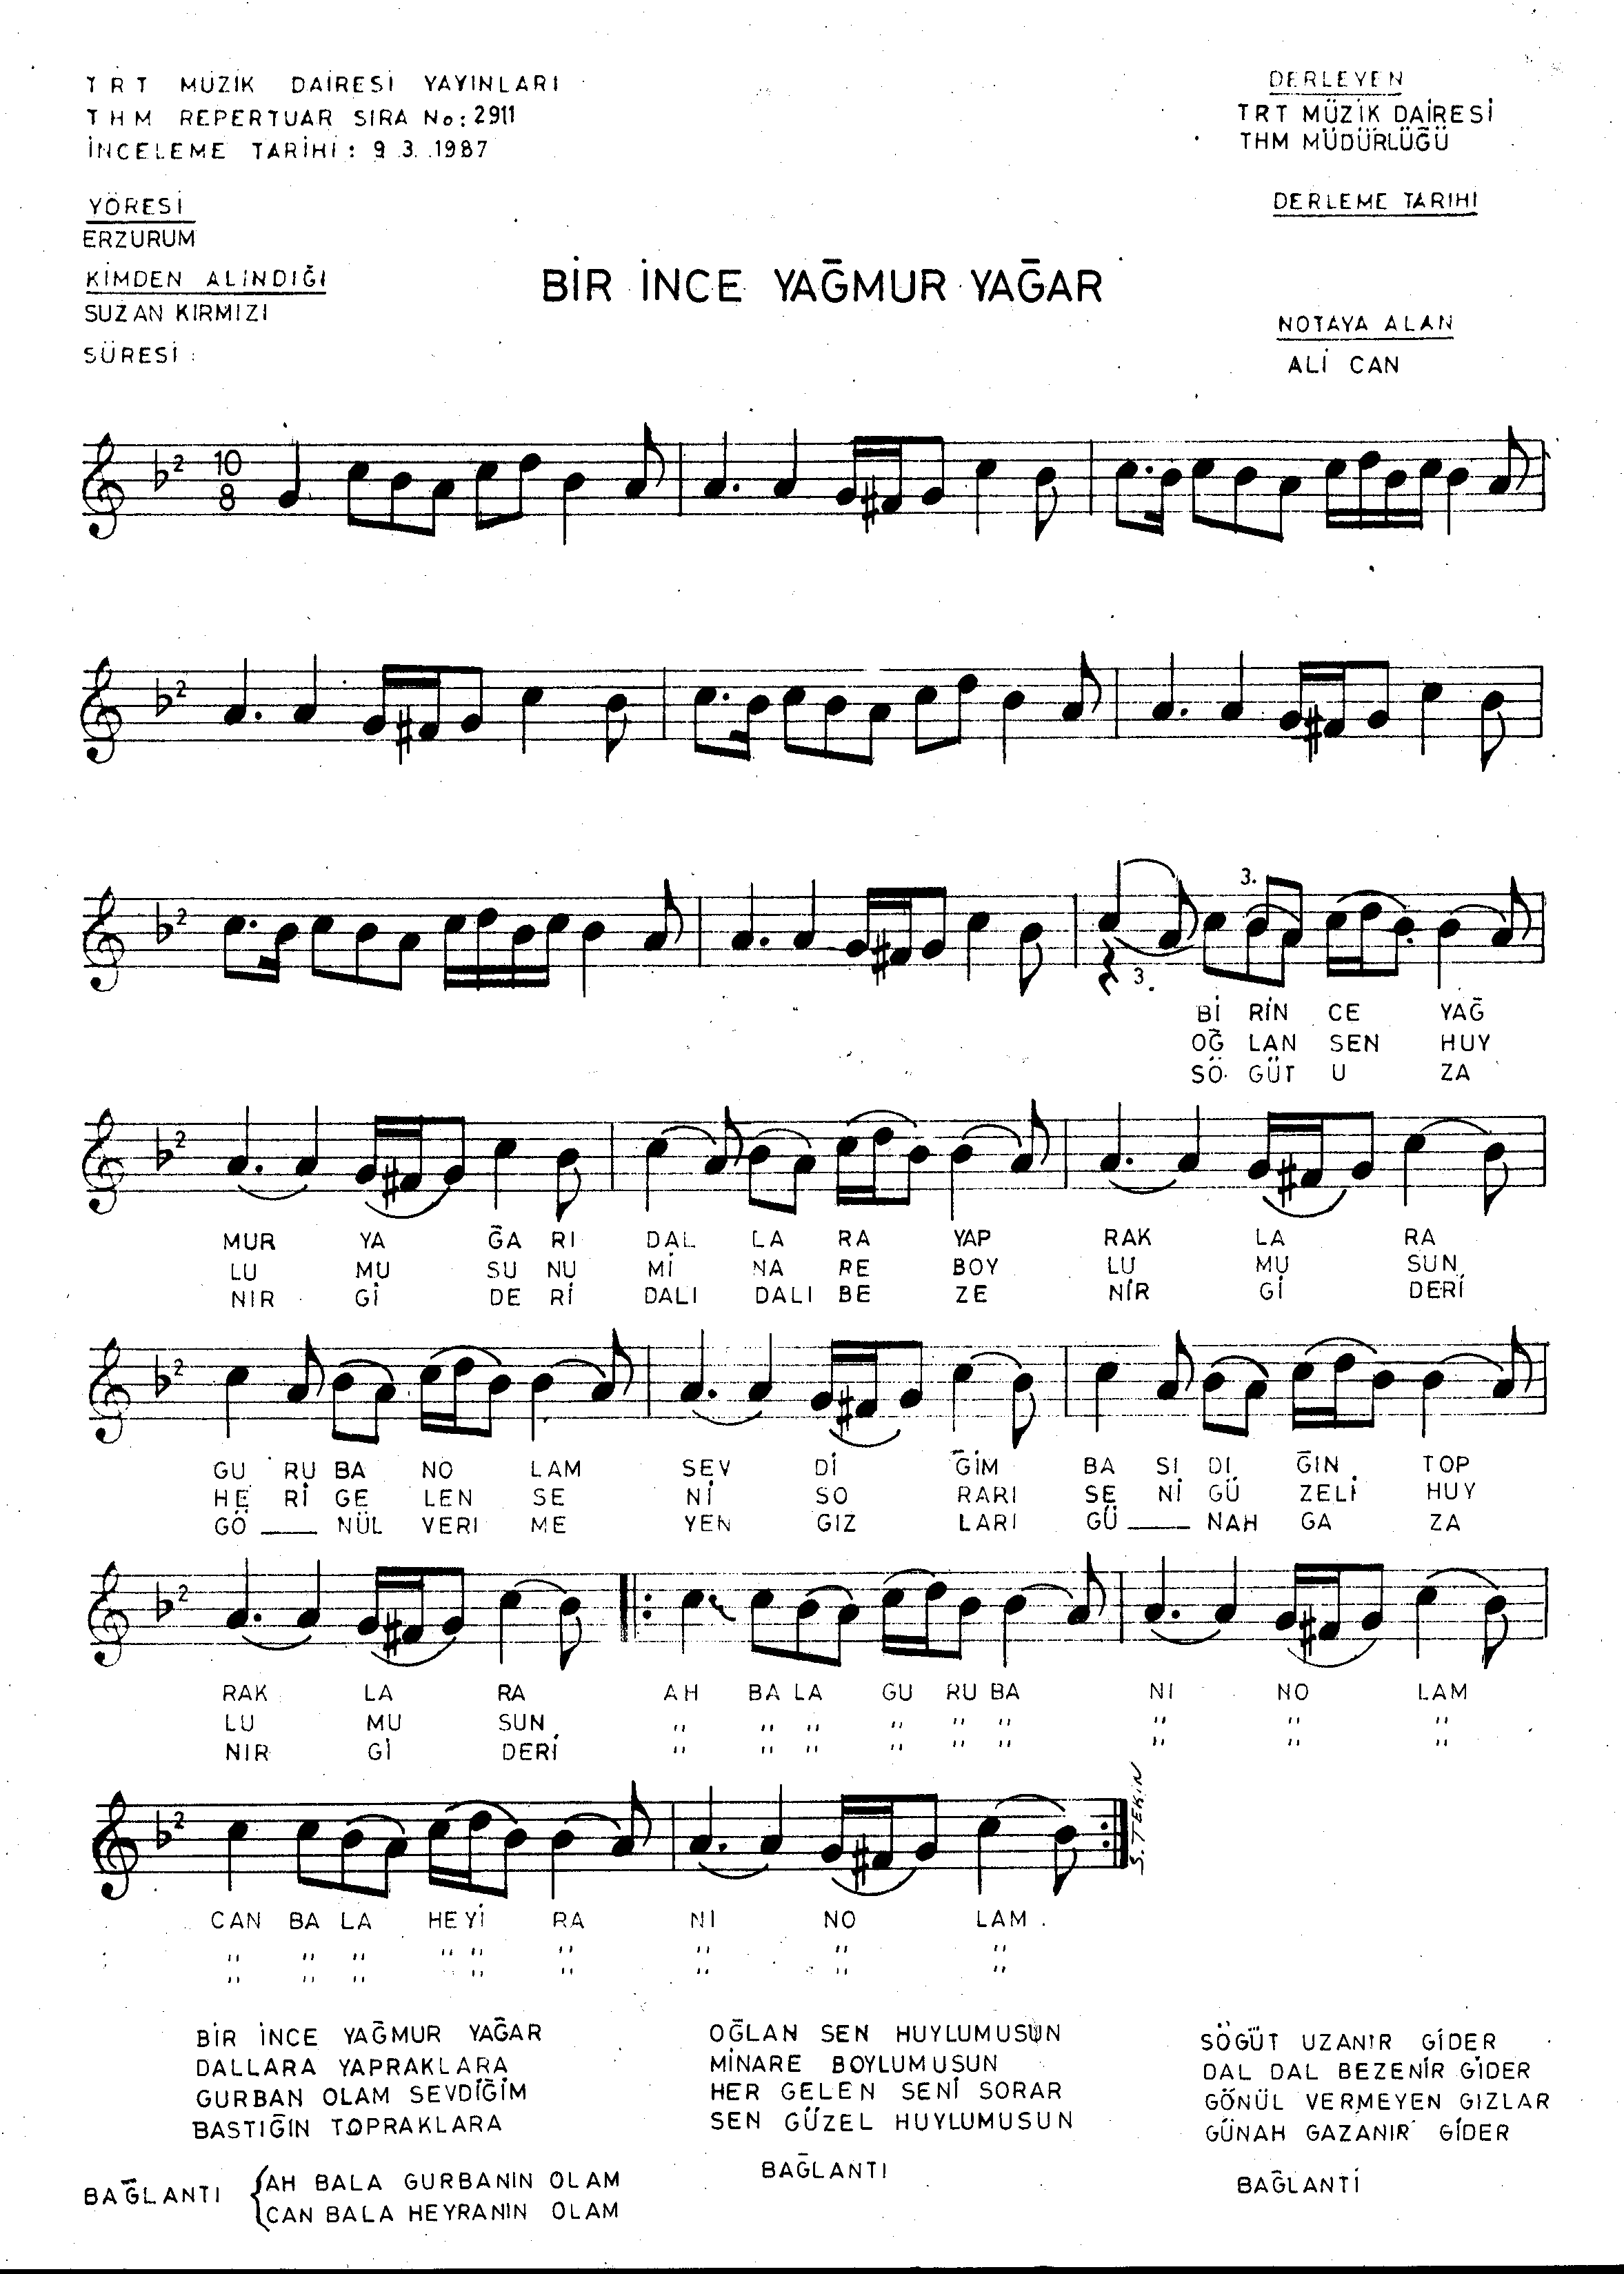 TRT MÜZİK DAİRESİ YAYINLARI
THM REPERTUAR SIRA No: 2911
İNCELEME TARİHİ : 9.3.1987
DERLEYEN
TRT MÜZİK DAİRESİ
THM MÜDÜRLÜĞÜ
YÖRESİ
ERZURUM
DERLEME TARIHI
KİMDEN ALINDIĞI
SUZAN KIRMIZI
BİR İNCE YAĞMUR YAĞAR
NOTAYA ALAN
ALİ CAN
SÜRESİ :
2 10 8
2
2 3. 3.
Bİ RİN CE YAĞ
OĞ LAN SEN HUY
SÖ GÜT U ZA
2
MUR YA ĞA RI DAL LA RA YAP RAK LA RA
LU MU SU NU Mİ NA RE BOY LU MU SUN
NIR Gİ DE Rİ DALI DALI BE ZE NİR Gİ DERİ
2
GU RU BA NO LAM SEV Dİ ĞİM BA SI DI ĞIN TOP
HE Rİ GE LEN SE Nİ SO RARI SE Nİ GÜ ZELİ HUY
GÖ ___ NÜL VERI ME YEN GIZ LARI GÜ ___ NAH GA ZA
2
RAK LA RA AH BA LA GU RU BA NI NO LAM
LU MU SUN " " " " " " " " "
NIR Gİ DERİ " " " " " " " " "
2
S. TEKİN
CAN BA LA HEYİ RA NI NO LAM .
" " " " " " " " "
" " " " " " " " "
BİR İNCE YAĞMUR YAĞAR
DALLARA YAPRAKLARA
GURBAN OLAM SEVDİĞİM
BASTIĞIN TOPRAKLARA
BAĞLANTI
AH BALA GURBANIN OLAM
CAN BALA HEYRANIN OLAM
OĞLAN SEN HUYLUMUSUN
MİNARE BOYLUMUSUN
HER GELEN SENİ SORAR
SEN GÜZEL HUYLUMUSUN
BAĞLANTI
SÖGÜT UZANIR GİDER
DAL DAL BEZENİR GİDER
GÖNÜL VERMEYEN GIZLAR
GÜNAH GAZANIR GİDER
BAĞLANTİ